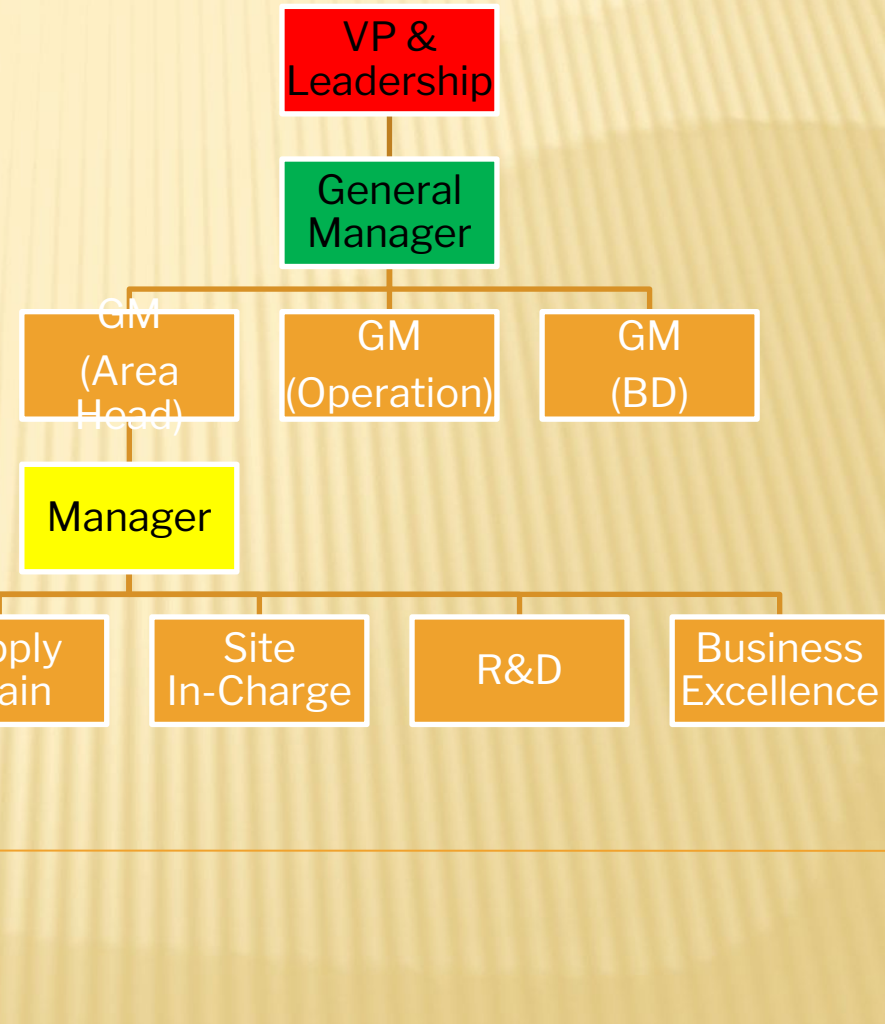 VP &
Leadership
General
Manager
GM
(Area
Head)
GM
(Operation)
GM
(BD)
Manager
Site
In-Charge
R&D
Business
Excellence